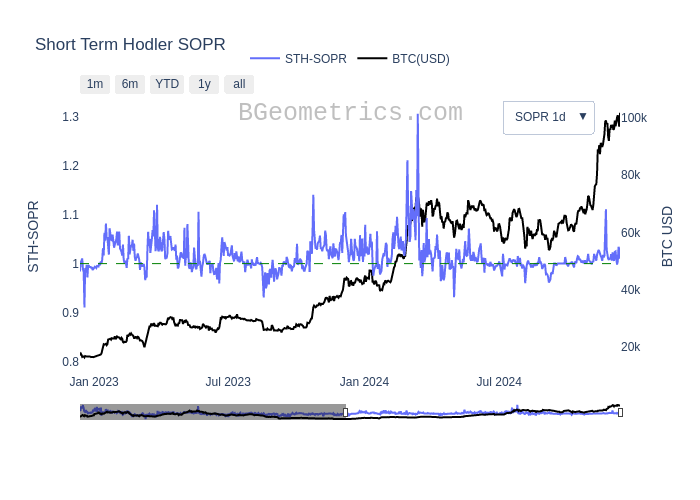 Short Term Hodler SOPR
STH-SOPR BTC(USD)
1m 6m YTD 1y all
BGeometrics.com
SOPR 1d ▼
1.3
1.2
1.1
1
0.9
0.8
STH-SOPR
100k
80k
60k
40k
20k
BTC USD
Jan 2023 Jul 2023 Jan 2024 Jul 2024